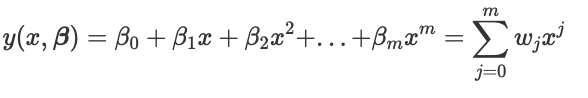 y(x, β) = β₀ + β₁x + β₂x² + . . . + βₘxᵐ = ∑ⱼ₌₀ᵐ wⱼxʲ